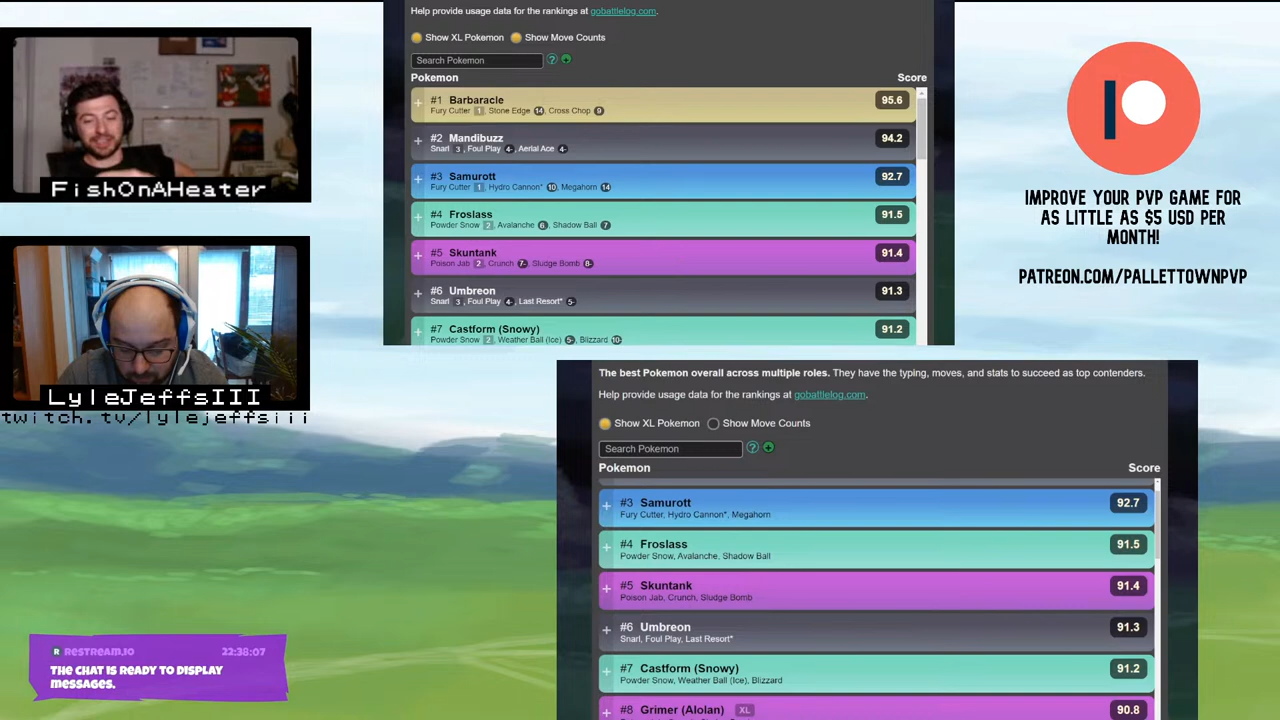 Help provide usage data for the rankings at gobattlelog.com.
Show XL Pokemon Show Move Counts
Search Pokemon ? +
Pokemon Score
#1 Barbaracle 95.6
Fury Cutter 1, Stone Edge 14, Cross Chop 9
#2 Mandibuzz 94.2
Snarl 3, Foul Play 4-, Aerial Ace 4-
#3 Samurott 92.7
Fury Cutter 1, Hydro Cannon* 10, Megahorn 14
#4 Froslass 91.5
Powder Snow 2, Avalanche 6, Shadow Ball 7
#5 Skuntank 91.4
Poison Jab 2, Crunch 7-, Sludge Bomb 8-
#6 Umbreon 91.3
Snarl 3, Foul Play 4-, Last Resort* 5-
#7 Castform (Snowy) 91.2
Powder Snow 2, Weather Ball (Ice) 5-, Blizzard 10-
FishOnAHeater
LyleJeffsIII
twitch.tv/lylejeffsiii
IMPROVE YOUR PVP GAME FOR
AS LITTLE AS $5 USD PER
MONTH!
PATREON.COM/PALLETTOWNPVP
The best Pokemon overall across multiple roles. They have the typing, moves, and stats to succeed as top contenders.
Help provide usage data for the rankings at gobattlelog.com.
Show XL Pokemon Show Move Counts
Search Pokemon ? +
Pokemon Score
#3 Samurott 92.7
Fury Cutter, Hydro Cannon*, Megahorn
#4 Froslass 91.5
Powder Snow, Avalanche, Shadow Ball
#5 Skuntank 91.4
Poison Jab, Crunch, Sludge Bomb
#6 Umbreon 91.3
Snarl, Foul Play, Last Resort*
#7 Castform (Snowy) 91.2
Powder Snow, Weather Ball (Ice), Blizzard
#8 Grimer (Alolan) XL 90.8
R RESTREAM.IO 22:38:07
THE CHAT IS READY TO DISPLAY
MESSAGES.